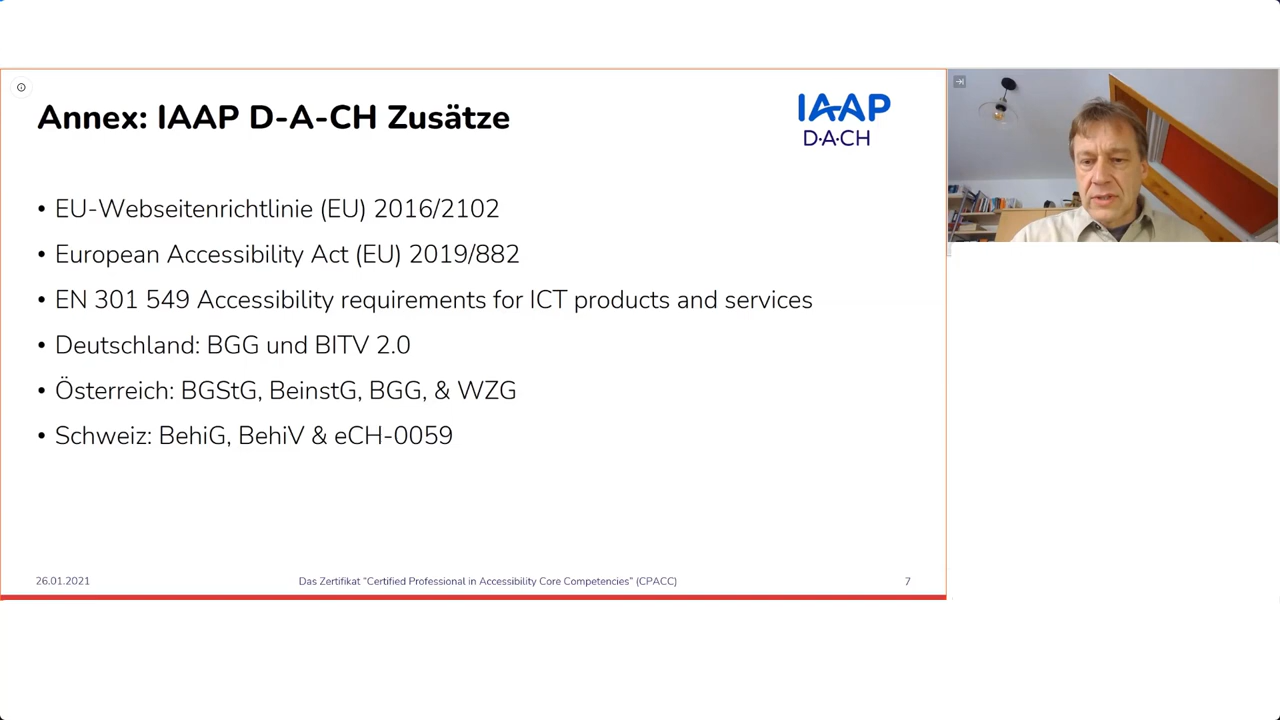 Annex: IAAP D-A-CH Zusätze
IAAP
D·A·CH
• EU-Webseitenrichtlinie (EU) 2016/2102
• European Accessibility Act (EU) 2019/882
• EN 301 549 Accessibility requirements for ICT products and services
• Deutschland: BGG und BITV 2.0
• Österreich: BGStG, BeinstG, BGG, & WZG
• Schweiz: BehiG, BehiV & eCH-0059
26.01.2021
Das Zertifikat "Certified Professional in Accessibility Core Competencies" (CPACC)
7